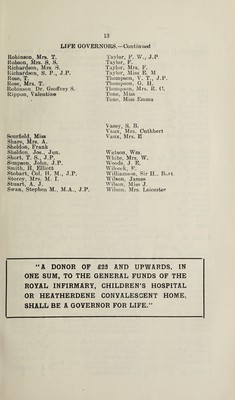 13
LIFE GOVERNORS.—Continued
Robinson, Mrs. T.
Robson, Mrs. S. S.
Richardson, Mrs. S.
Richardson, S. P., J.P.
Rose, T.
Rose, Mrs. T.
Robinson Dr. Geoffrey S.
Rippon, Valentine
Scurfield, Miss
Share, Mrs. A.
Sheldon, Frank
Sheldon, Jos., Jun.
Short, T. S., J.P.
Simpson, John, J.P.
Smith, H. Elliott
Stobart, Col. H. M., J.P.
Storey, Mrs. M. I.
Stuart, A. J.
Swan, Stephen M., M.A., J.P.
Taylor, F. W., J.P.
Taylor, F.
Taylor, Mrs. F.
Taylor, Miss E. M
Thompson, V. T., J.P.
Thompson, G. H.
Thompson, Mrs. R. C.
Tone, Miss
Tone, Miss Emma
Vasey, S. B.
Vaux, Mrs. Cuthbert
Vaux, Mrs. E
Watson, Wm.
White, Mrs. W.
Woods, J. E.
Wilcock, F.
Williamson, Sir H., Bart.
Wilson, James
Wilson, Miss J.
Wilson, Mrs. Leicester
"A DONOR OF £25 AND UPWARDS, IN
ONE SUM, TO THE GENERAL FUNDS OF THE
ROYAL INFIRMARY, CHILDREN'S HOSPITAL
OR HEATHERDENE CONVALESCENT HOME,
SHALL BE A GOVERNOR FOR LIFE."